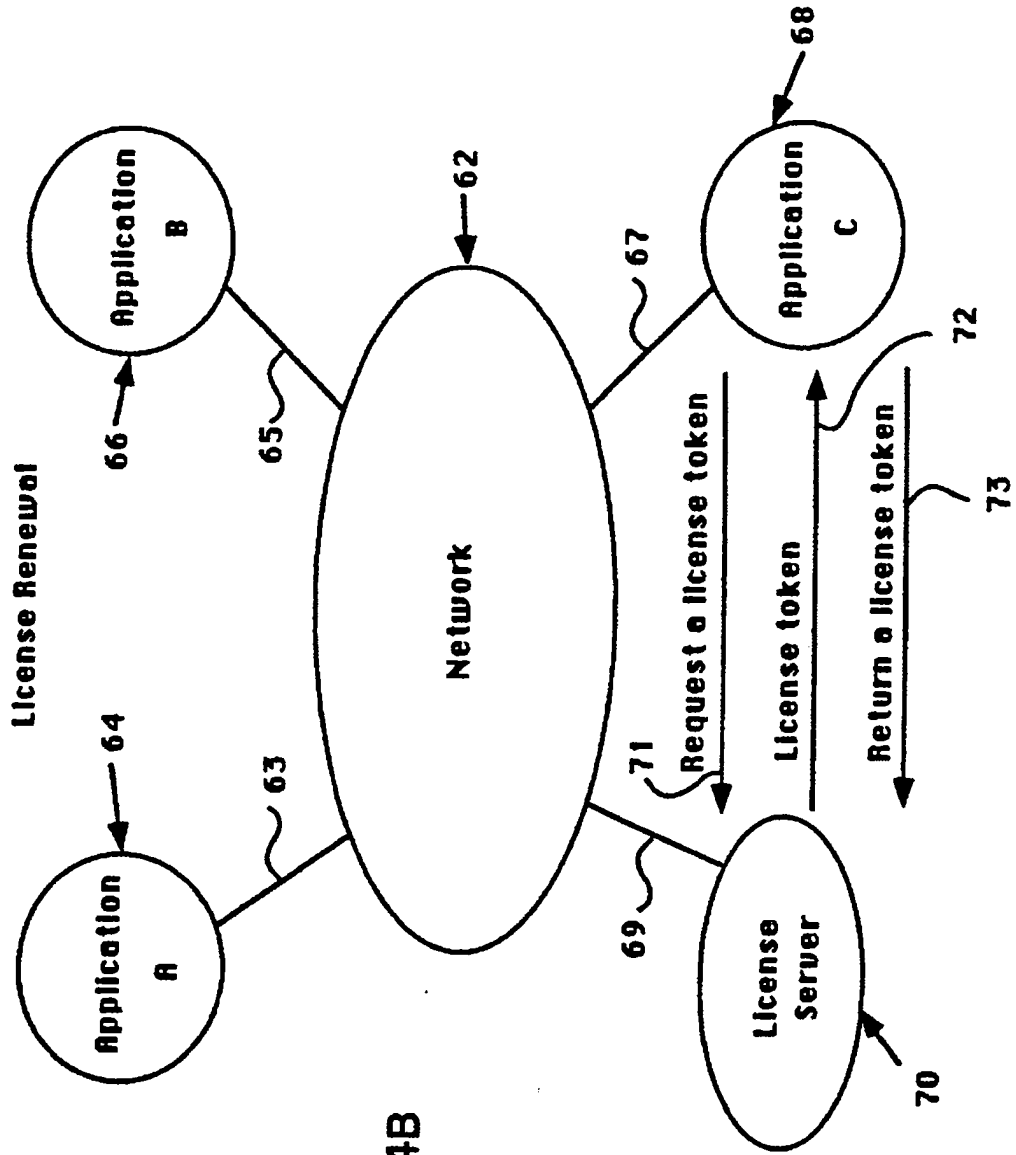 License Renewal
64
Application
A
63
66
Application
B
65
Network
62
69
License
Server
70
71
Request a license token
License token
72
Return a license token
73
67
Application
C
68
4B